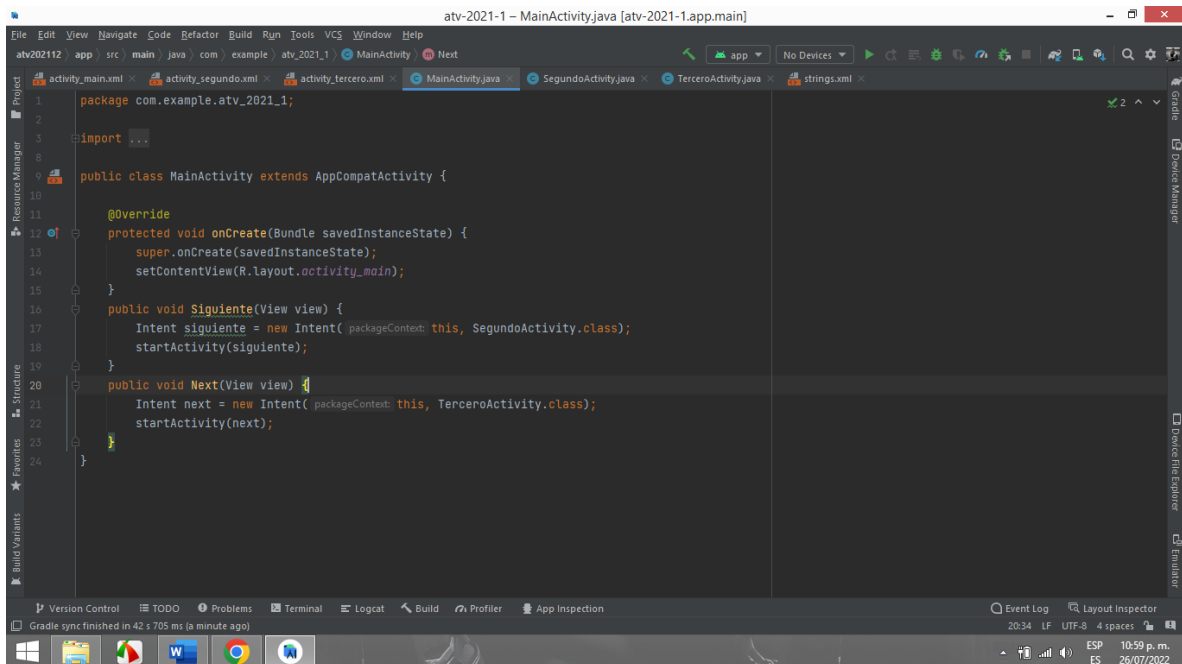 atv-2021-1 – MainActivity.java [atv-2021-1.app.main]
File Edit View Navigate Code Refactor Build Run Tools VCS Window Help
atv202112 app src main java com example atv_2021_1 MainActivity Next
app No Devices
activity_main.xml activity_segundo.xml activity_tercero.xml MainActivity.java SegundoActivity.java TerceroActivity.java strings.xml
Project
Resource Manager
Structure
Favorites
Build Variants
1 package com.example.atv_2021_1;
2
3 import ...
8
9 public class MainActivity extends AppCompatActivity {
10
11 @Override
12 protected void onCreate(Bundle savedInstanceState) {
13 super.onCreate(savedInstanceState);
14 setContentView(R.layout.activity_main);
15 }
16 public void Siguiente(View view) {
17 Intent siguiente = new Intent( packageContext: this, SegundoActivity.class);
18 startActivity(siguiente);
19 }
20 public void Next(View view) {
21 Intent next = new Intent( packageContext: this, TerceroActivity.class);
22 startActivity(next);
23 }
24 }
2
Gradle
Device Manager
Device File Explorer
Emulator
Version Control TODO Problems Terminal Logcat Build Profiler App Inspection Event Log Layout Inspector
Gradle sync finished in 42 s 705 ms (a minute ago) 20:34 LF UTF-8 4 spaces
ESP 10:59 p. m.
ES 26/07/2022